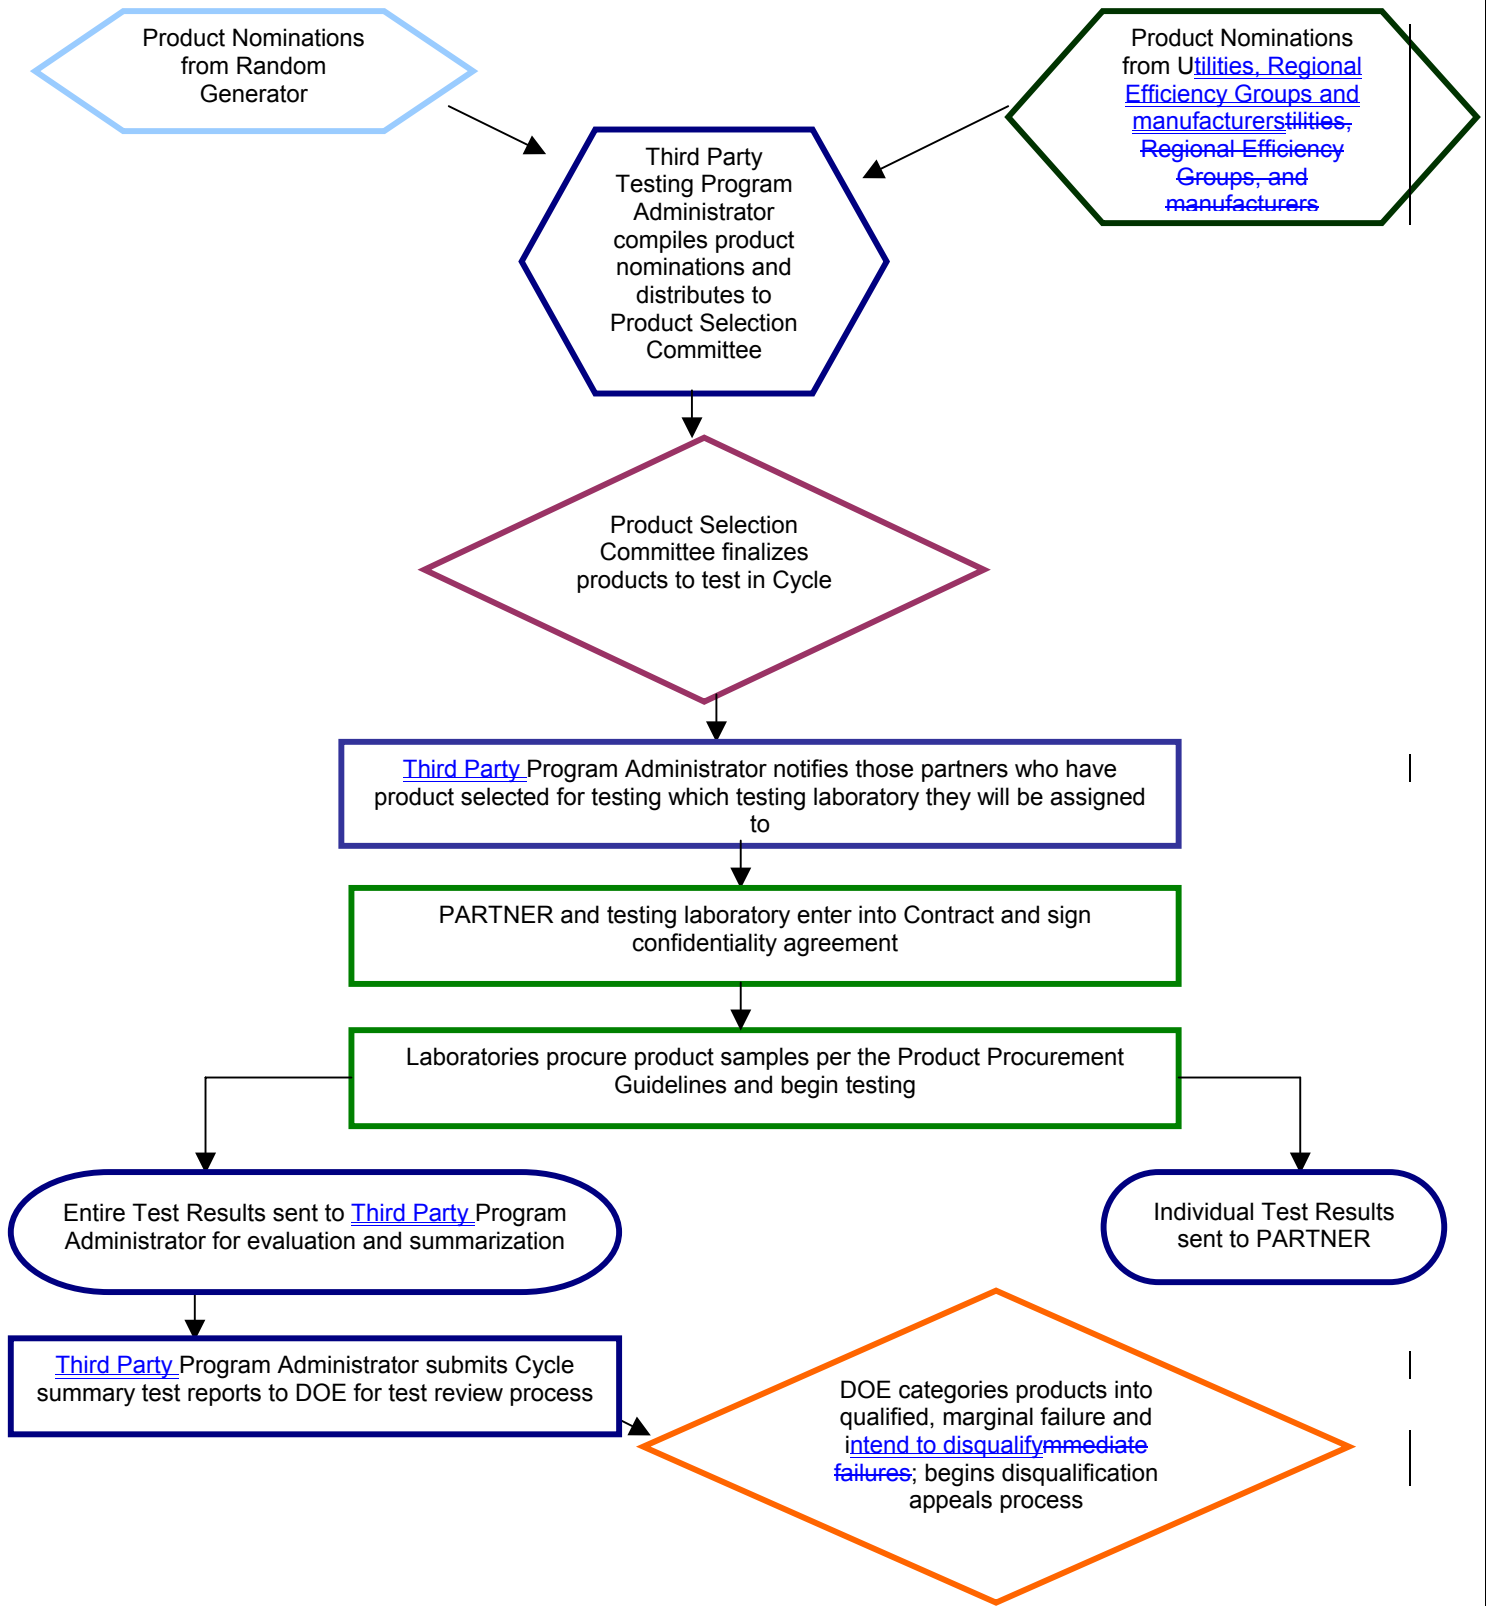 Product Nominations
from Random
Generator
Product Nominations
from Utilities, Regional
Efficiency Groups and
manufacturerstilities,
Regional Efficiency
Groups, and
manufacturers
Third Party
Testing Program
Administrator
compiles product
nominations and
distributes to
Product Selection
Committee
Product Selection
Committee finalizes
products to test in Cycle
Third Party Program Administrator notifies those partners who have
product selected for testing which testing laboratory they will be assigned
to
PARTNER and testing laboratory enter into Contract and sign
confidentiality agreement
Laboratories procure product samples per the Product Procurement
Guidelines and begin testing
Entire Test Results sent to Third Party Program
Administrator for evaluation and summarization
Individual Test Results
sent to PARTNER
Third Party Program Administrator submits Cycle
summary test reports to DOE for test review process
DOE categories products into
qualified, marginal failure and
intend to disqualifymmediate
failures; begins disqualification
appeals process